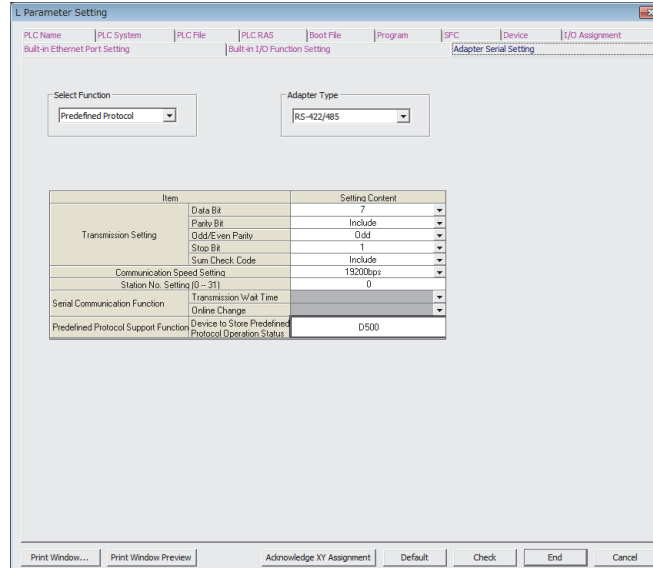 L Parameter Setting
PLC Name PLC System PLC File PLC RAS Boot File Program SFC Device I/O Assignment
Built-in Ethernet Port Setting Built-in I/O Function Setting Adapter Serial Setting
Select Function
Predefined Protocol
Adapter Type
RS-422/485
Item Setting Content
Transmission Setting
Data Bit 7
Parity Bit Include
Odd/Even Parity Odd
Stop Bit 1
Sum Check Code Include
Communication Speed Setting 19200bps
Station No. Setting (0 -- 31) 0
Serial Communication Function
Transmission Wait Time
Online Change
Predefined Protocol Support Function
Device to Store Predefined
Protocol Operation Status
D500
Print Window... Print Window Preview Acknowledge XY Assignment Default Check End Cancel